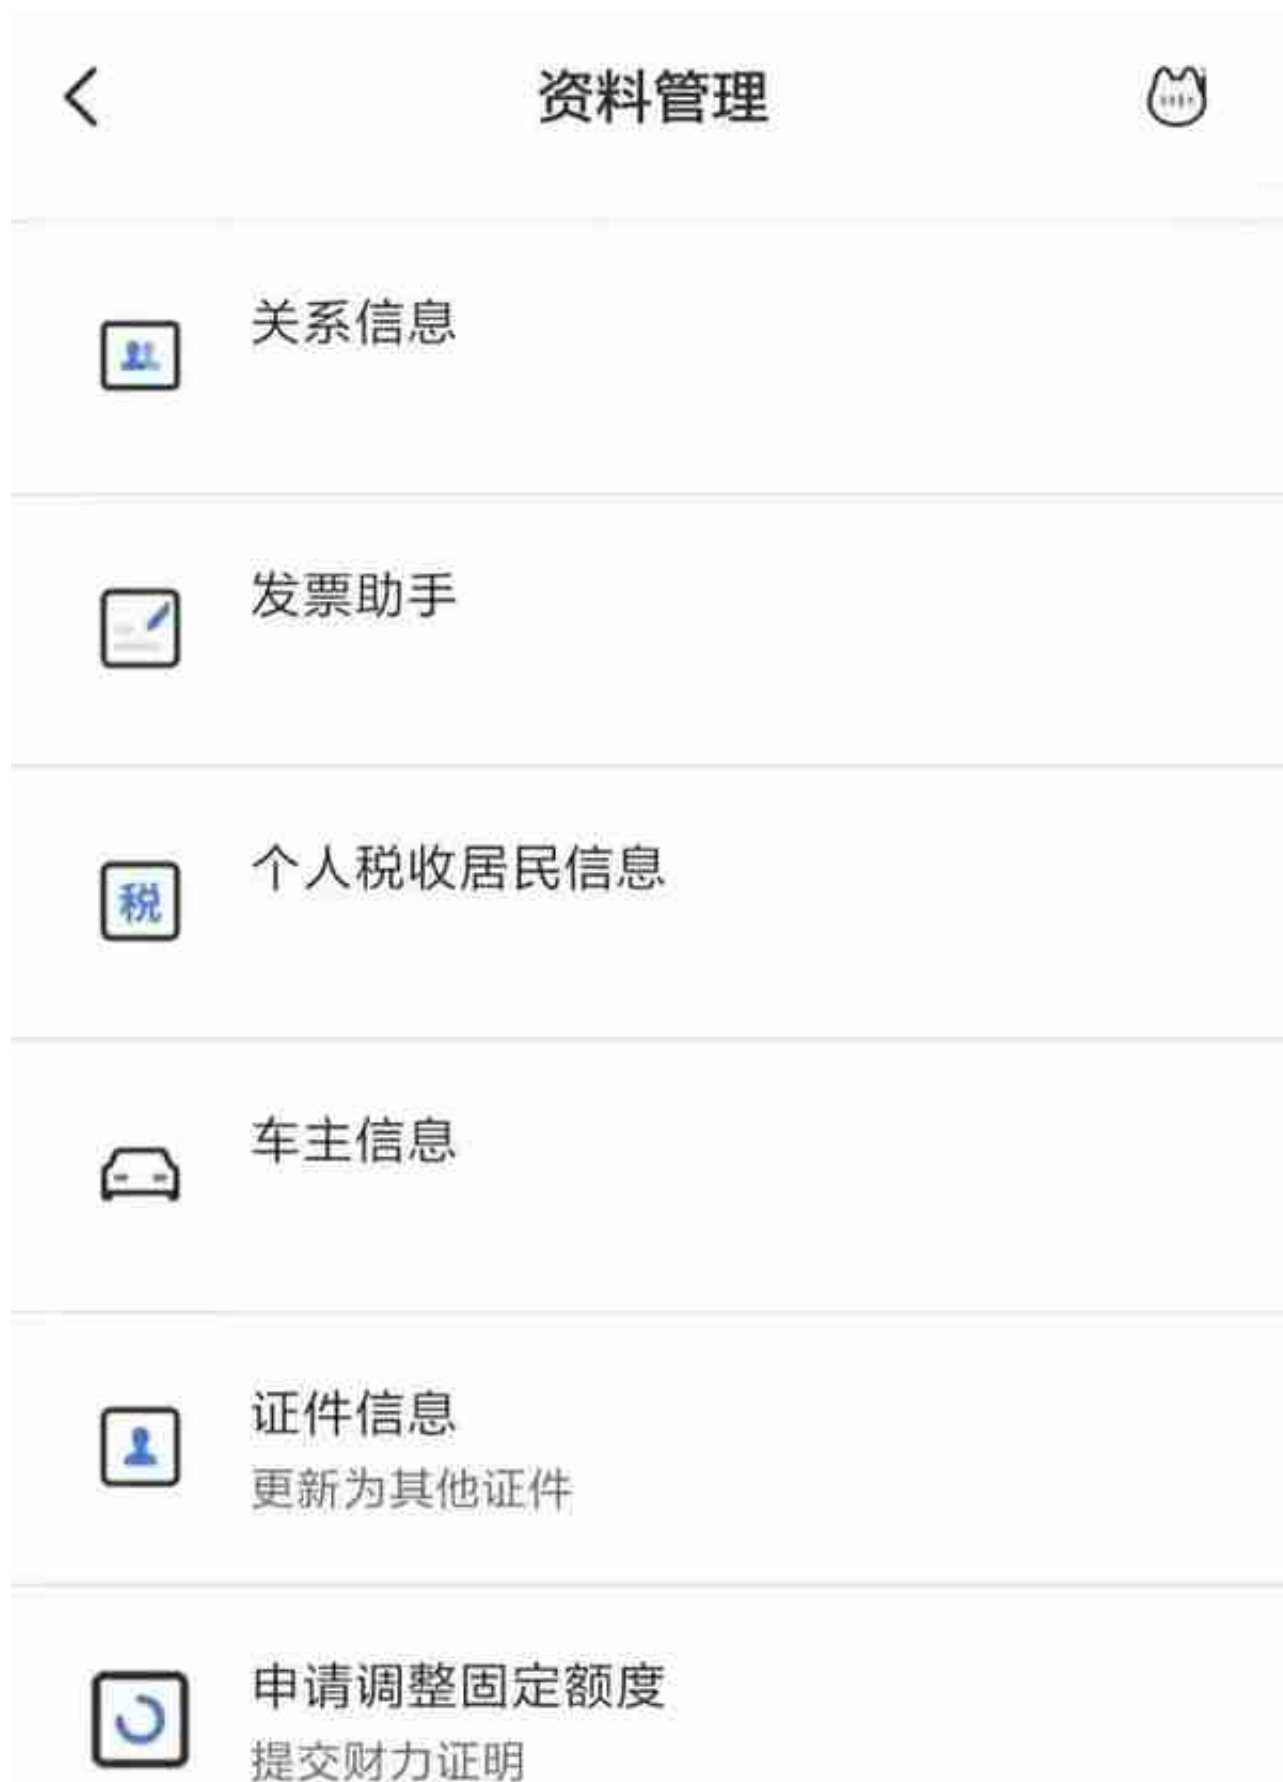 资料管理
关系信息
发票助手
税
个人税收居民信息
车主信息
证件信息
更新为其他证件
申请调整固定额度
提交财力证明